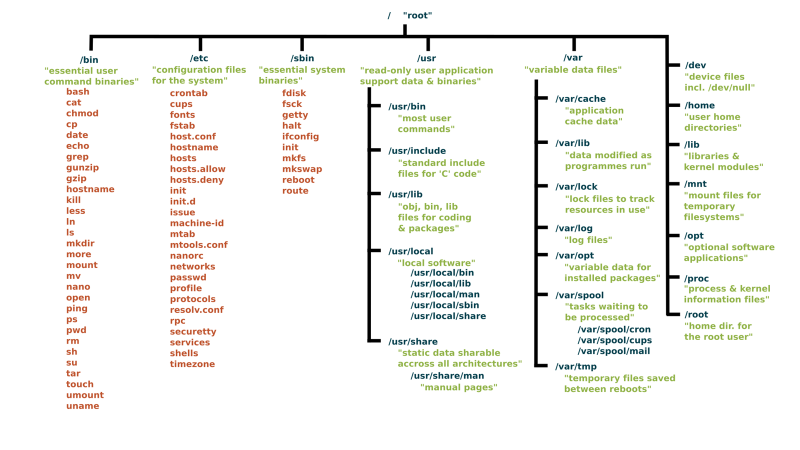 / "root"
/bin
"essential user
command binaries"
bash
cat
chmod
cp
date
echo
grep
gunzip
gzip
hostname
kill
less
ln
ls
mkdir
more
mount
mv
nano
open
ping
ps
pwd
rm
sh
su
tar
touch
umount
uname
/etc
"configuration files
for the system"
crontab
cups
fonts
fstab
host.conf
hostname
hosts
hosts.allow
hosts.deny
init
init.d
issue
machine-id
mtab
mtools.conf
nanorc
networks
passwd
profile
protocols
resolv.conf
rpc
securetty
services
shells
timezone
/sbin
"essential system
binaries"
fdisk
fsck
getty
halt
ifconfig
init
mkfs
mkswap
reboot
route
/usr
"read-only user application
support data & binaries"
/usr/bin
"most user
commands"
/usr/include
"standard include
files for 'C' code"
/usr/lib
"obj, bin, lib
files for coding
& packages"
/usr/local
"local software"
/usr/local/bin
/usr/local/lib
/usr/local/man
/usr/local/sbin
/usr/local/share
/usr/share
"static data sharable
accross all architectures"
/usr/share/man
"manual pages"
/var
"variable data files"
/var/cache
"application
cache data"
/var/lib
"data modified as
programmes run"
/var/lock
"lock files to track
resources in use"
/var/log
"log files"
/var/opt
"variable data for
installed packages"
/var/spool
"tasks waiting to
be processed"
/var/spool/cron
/var/spool/cups
/var/spool/mail
/var/tmp
"temporary files saved
between reboots"
/dev
"device files
incl. /dev/null"
/home
"user home
directories"
/lib
"libraries &
kernel modules"
/mnt
"mount files for
temporary
filesystems"
/opt
"optional software
applications"
/proc
"process & kernel
information files"
/root
"home dir. for
the root user"